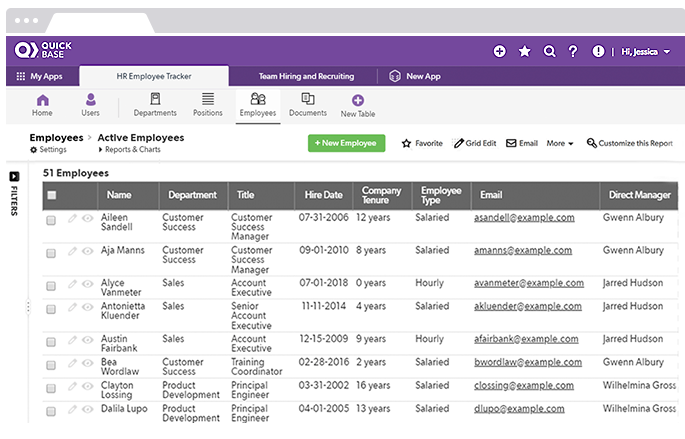 QUICK
BASE
Hi, Jessica
My Apps
HR Employee Tracker
Team Hiring and Recruiting
New App
Home
Users
Departments
Positions
Employees
Documents
New Table
Employees > Active Employees
Settings
Reports & Charts
+ New Employee
Favorite
Grid Edit
Email
More
Customize this Report
FILTERS
51 Employees
Name Department Title Hire Date Company Tenure Employee Type Email Direct Manager
Aileen Sandell Customer Success Customer Success Manager 07-31-2006 12 years Salaried asandell@example.com Gwenn Albury
Aja Manns Customer Success Customer Success Manager 09-01-2010 8 years Salaried amanns@example.com Gwenn Albury
Alyce Vanmeter Sales Account Executive 07-01-2018 0 years Hourly avanmeter@example.com Jarred Hudson
Antonietta Kluender Sales Senior Account Executive 11-11-2014 4 years Salaried akluender@example.com Jarred Hudson
Austin Fairbank Sales Account Executive 12-15-2009 9 years Hourly afairbank@example.com Jarred Hudson
Bea Wordlaw Customer Success Training Coordinator 02-28-2016 2 years Salaried bwordlaw@example.com Gwenn Albury
Clayton Lossing Product Development Principal Engineer 03-31-2002 16 years Salaried clossing@example.com Wilhelmina Gross
Dalila Lupo Product Development Principal Engineer 04-01-2005 13 years Salaried dlupo@example.com Wilhelmina Gross